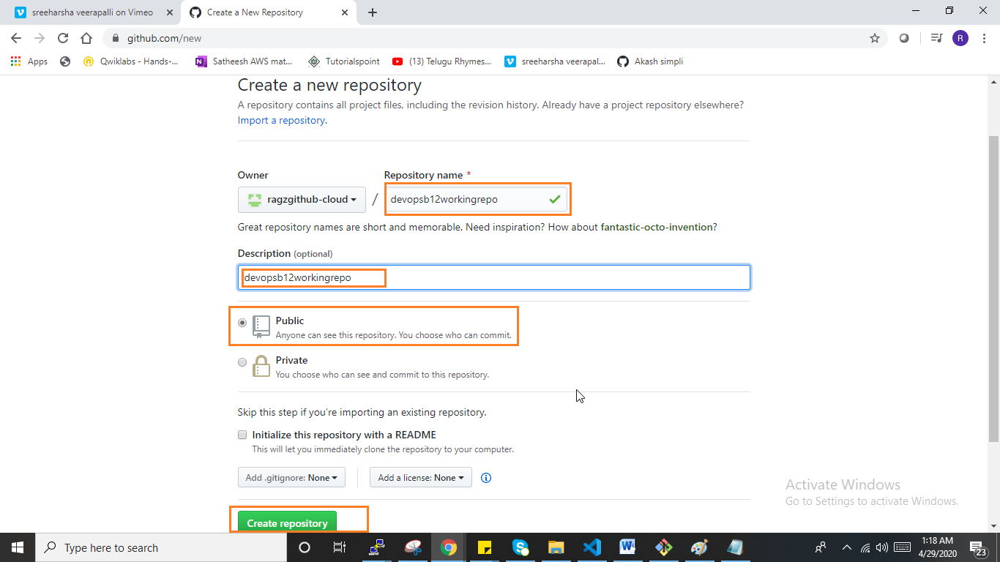 sreeharsha veerapalli on Vimeo
Create a New Repository
github.com/new
R
Apps
Qwiklabs - Hands-...
Satheesh AWS mat...
Tutorialspoint
(13) Telugu Rhymes...
sreeharsha veerapal...
Akash simpli
Create a new repository
A repository contains all project files, including the revision history. Already have a project repository elsewhere?
Import a repository.
Owner
Repository name *
ragzgithub-cloud
/
devopsb12workingrepo
Great repository names are short and memorable. Need inspiration? How about fantastic-octo-invention?
Description (optional)
devopsb12workingrepo
Public
Anyone can see this repository. You choose who can commit.
Private
You choose who can see and commit to this repository.
Skip this step if you're importing an existing repository.
Initialize this repository with a README
This will let you immediately clone the repository to your computer.
Add .gitignore: None
Add a license: None
Create repository
Activate Windows
Go to Settings to activate Windows.
Type here to search
1:18 AM
4/29/2020
23